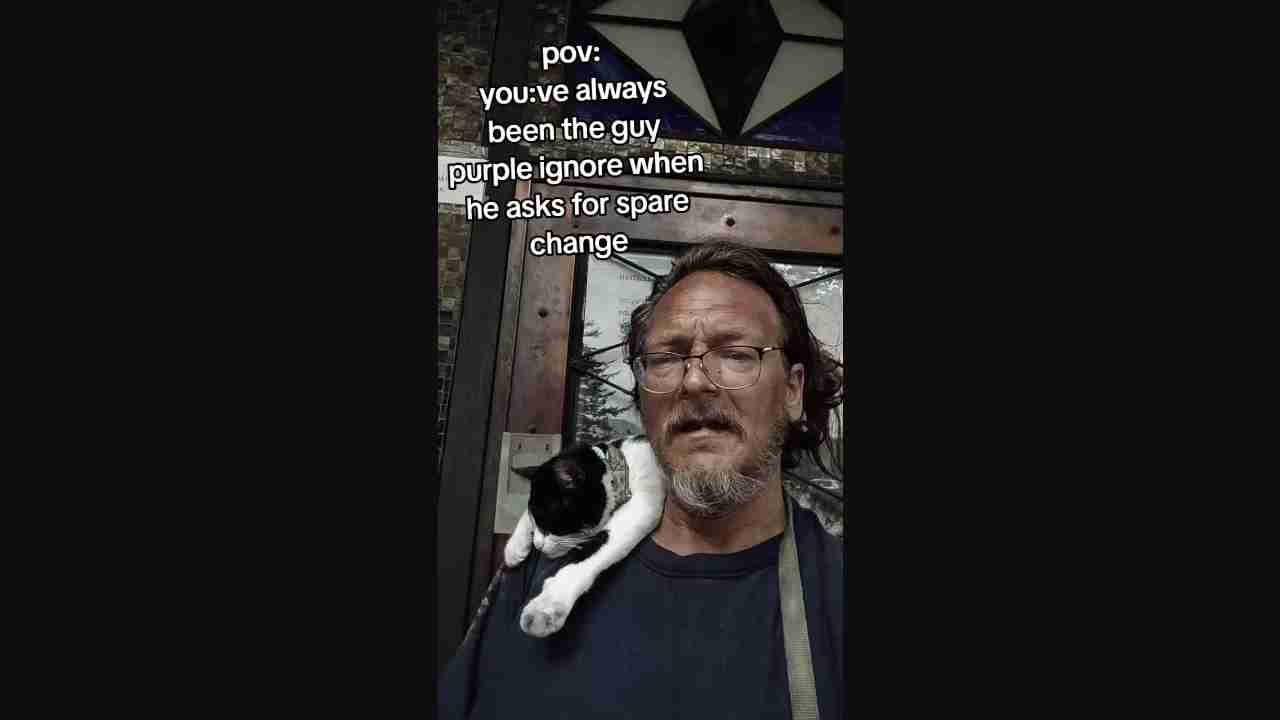 pov:
you:ve always
been the guy
purple ignore when
he asks for spare
change